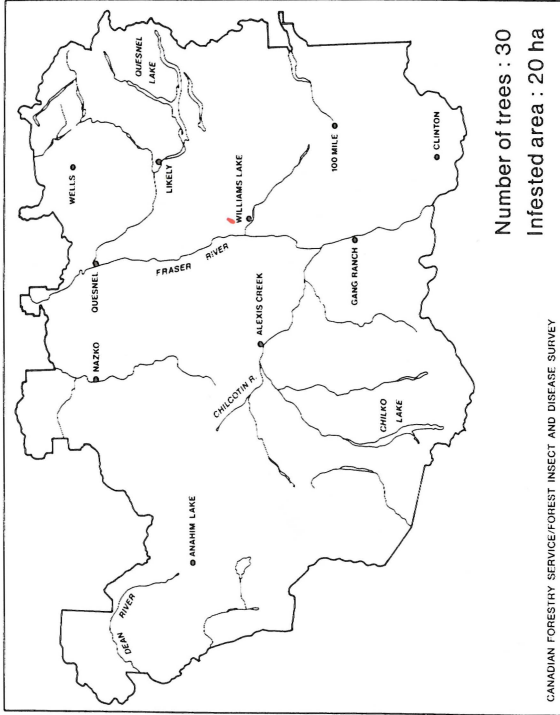 WELLS
QUESNEL
LAKE
LIKELY
QUESNEL
NAZKO
FRASER
RIVER
WILLIAMS LAKE
100 MILE
CLINTON
GANG RANCH
ALEXIS CREEK
CHILCOTIN R.
CHILKO
LAKE
ANAHIM LAKE
DEAN
RIVER
Number of trees : 30
Infested area : 20 ha
CANADIAN FORESTRY SERVICE/FOREST INSECT AND DISEASE SURVEY